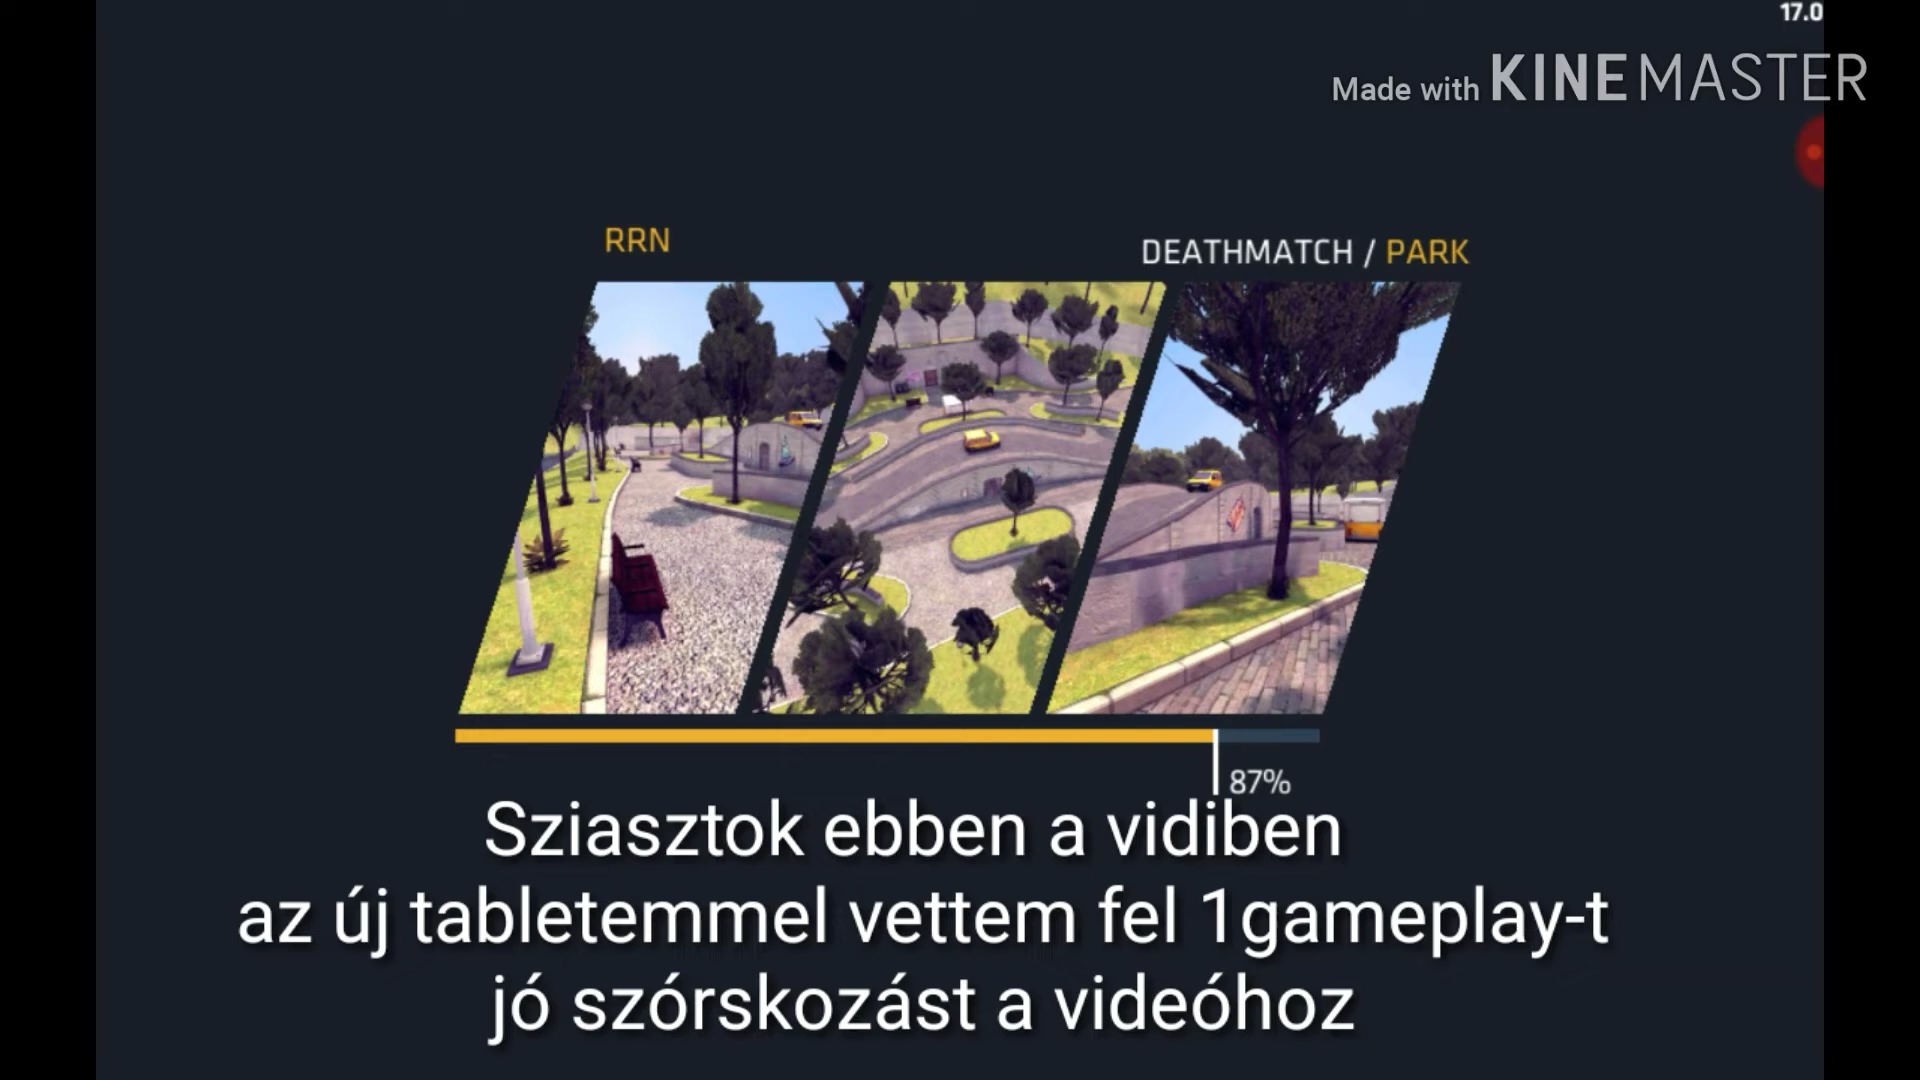 17.0
Made with KINEMASTER
RRN
DEATHMATCH / PARK
87%
Sziasztok ebben a vidiben
az új tabletemmel vettem fel 1gameplay-t
jó szórskozást a videóhoz